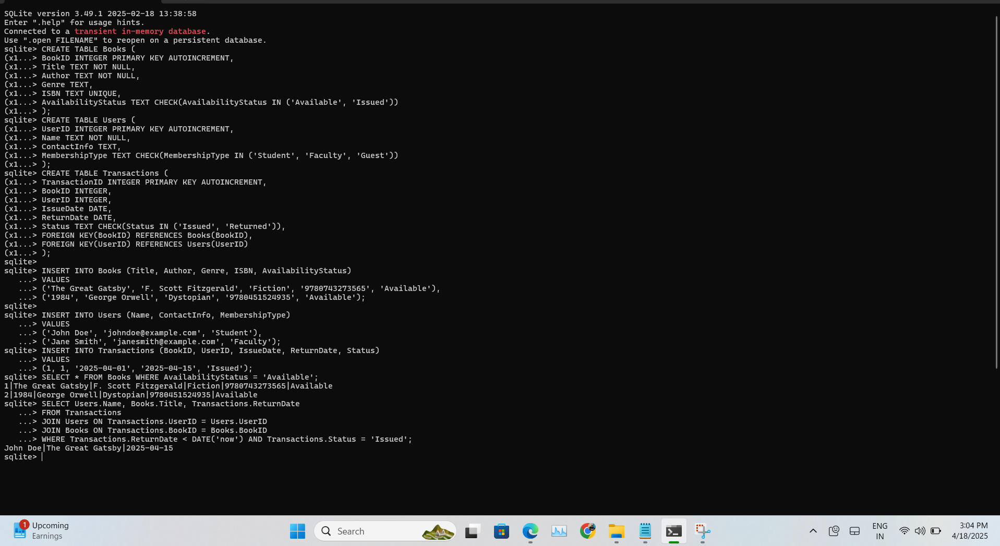 SQLite version 3.49.1 2025-02-18 13:38:58
Enter ".help" for usage hints.
Connected to a transient in-memory database.
Use ".open FILENAME" to reopen on a persistent database.
sqlite> CREATE TABLE Books (
(x1...> BookID INTEGER PRIMARY KEY AUTOINCREMENT,
(x1...> Title TEXT NOT NULL,
(x1...> Author TEXT NOT NULL,
(x1...> Genre TEXT,
(x1...> ISBN TEXT UNIQUE,
(x1...> AvailabilityStatus TEXT CHECK(AvailabilityStatus IN ('Available', 'Issued'))
(x1...> );
sqlite> CREATE TABLE Users (
(x1...> UserID INTEGER PRIMARY KEY AUTOINCREMENT,
(x1...> Name TEXT NOT NULL,
(x1...> ContactInfo TEXT,
(x1...> MembershipType TEXT CHECK(MembershipType IN ('Student', 'Faculty', 'Guest'))
(x1...> );
sqlite> CREATE TABLE Transactions (
(x1...> TransactionID INTEGER PRIMARY KEY AUTOINCREMENT,
(x1...> BookID INTEGER,
(x1...> UserID INTEGER,
(x1...> IssueDate DATE,
(x1...> ReturnDate DATE,
(x1...> Status TEXT CHECK(Status IN ('Issued', 'Returned')),
(x1...> FOREIGN KEY(BookID) REFERENCES Books(BookID),
(x1...> FOREIGN KEY(UserID) REFERENCES Users(UserID)
(x1...> );
sqlite>
sqlite> INSERT INTO Books (Title, Author, Genre, ISBN, AvailabilityStatus)
   ...> VALUES
   ...> ('The Great Gatsby', 'F. Scott Fitzgerald', 'Fiction', '9780743273565', 'Available'),
   ...> ('1984', 'George Orwell', 'Dystopian', '9780451524935', 'Available');
sqlite>
sqlite> INSERT INTO Users (Name, ContactInfo, MembershipType)
   ...> VALUES
   ...> ('John Doe', 'johndoe@example.com', 'Student'),
   ...> ('Jane Smith', 'janesmith@example.com', 'Faculty');
sqlite> INSERT INTO Transactions (BookID, UserID, IssueDate, ReturnDate, Status)
   ...> VALUES
   ...> (1, 1, '2025-04-01', '2025-04-15', 'Issued');
sqlite> SELECT * FROM Books WHERE AvailabilityStatus = 'Available';
1|The Great Gatsby|F. Scott Fitzgerald|Fiction|9780743273565|Available
2|1984|George Orwell|Dystopian|9780451524935|Available
sqlite> SELECT Users.Name, Books.Title, Transactions.ReturnDate
   ...> FROM Transactions
   ...> JOIN Users ON Transactions.UserID = Users.UserID
   ...> JOIN Books ON Transactions.BookID = Books.BookID
   ...> WHERE Transactions.ReturnDate < DATE('now') AND Transactions.Status = 'Issued';
John Doe|The Great Gatsby|2025-04-15
sqlite>
1
Upcoming
Earnings
Search
ENG
IN
3:04 PM
4/18/2025